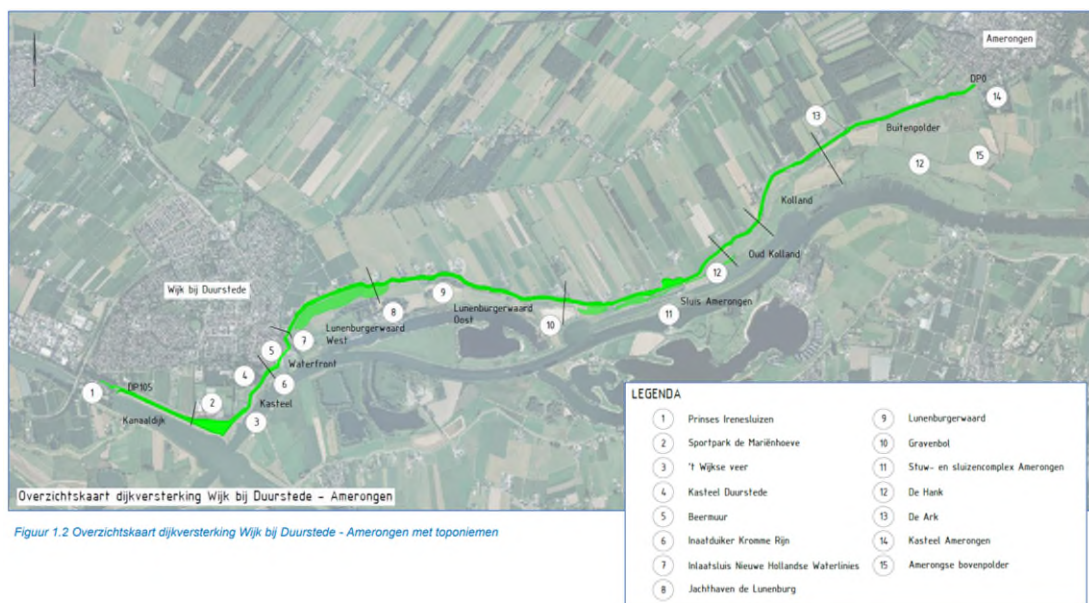 Amerongen
DP0
14
13
Buitenpolder
12
15
Kolland
Oud Kolland
12
Wijk bij Duurstede
9
Sluis Amerongen
8
Lunenburgerwaard
Oost
10
11
7
Lunenburgerwaard
West
5
Waterfront
4
6
1
DP105
2
Kasteel
3
Kanaaldijk
Overzichtskaart dijkversterking Wijk bij Duurstede - Amerongen
LEGENDA
1 Prinses Irenesluizen
2 Sportpark de Mariënhoeve
3 't Wijkse veer
4 Kasteel Duurstede
5 Beermuur
6 Inaatduiker Kromme Rijn
7 Inlaatsluis Nieuwe Hollandse Waterlinies
8 Jachthaven de Lunenburg
9 Lunenburgerwaard
10 Gravenbol
11 Stuw- en sluizencomplex Amerongen
12 De Hank
13 De Ark
14 Kasteel Amerongen
15 Amerongse bovenpolder
Figuur 1.2 Overzichtskaart dijkversterking Wijk bij Duurstede - Amerongen met toponiemen